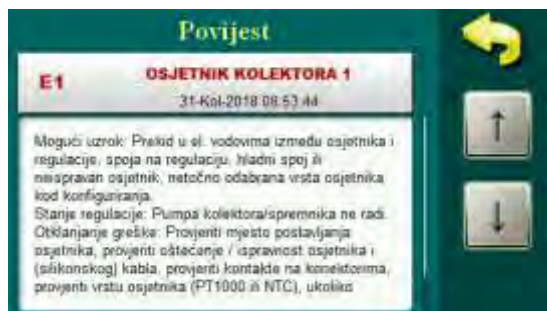 Povijest
E1
OSJETNIK KOLEKTORA 1
31-Kol-2018 08:53:44
Mogući uzrok: Prekid u el. vodovima između osjetnika i
regulacije, spoja na regulaciju, hladni spoj ili
neispravan osjetnik, netočno odabrana vrsta osjetnika
kod konfiguriranja.
Stanje regulacije: Pumpa kolektora/spremnika ne radi.
Otklanjanje greške: Provjeriti mjesto postavljanja
osjetnika, provjeriti oštećenje / ispravnost osjetnika i
(silikonskog) kabla, provjeriti kontakte na konektorima,
provjeriti vrstu osjetnika (PT1000 ili NTC), ukoliko